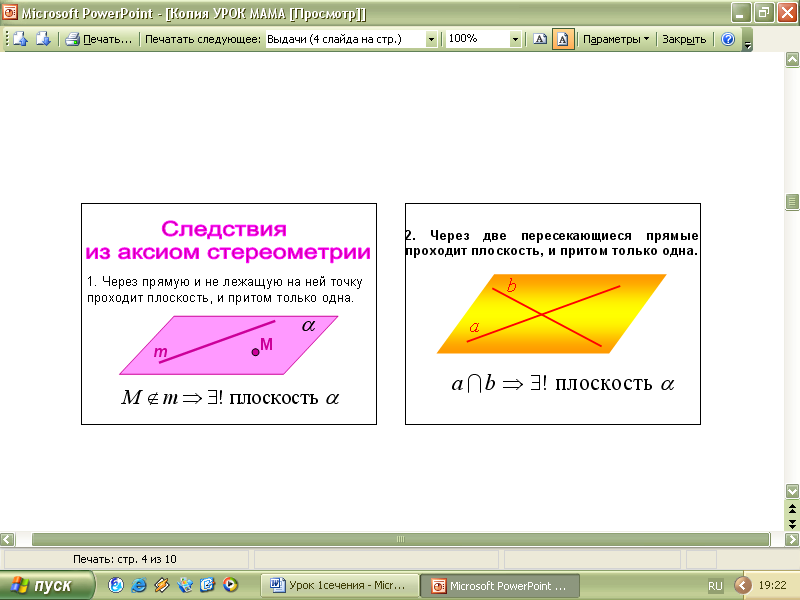 Microsoft PowerPoint - [Копия УРОК МАМА [Просмотр]]
Печать... Печатать следующее: Выдачи (4 слайда на стр.) 100% Параметры Закрыть
Следствия
из аксиом стереометрии
1. Через прямую и не лежащую на ней точку
проходит плоскость, и притом только одна.
α
m
M
M ∉ m ⇒ ∃! плоскость α
2. Через две пересекающиеся прямые
проходит плоскость, и притом только одна.
b
a
a ⋂ b ⇒ ∃! плоскость α
Печать: стр. 4 из 10
пуск Урок 1сечения - Micr... Microsoft PowerPoint ... RU 19:22